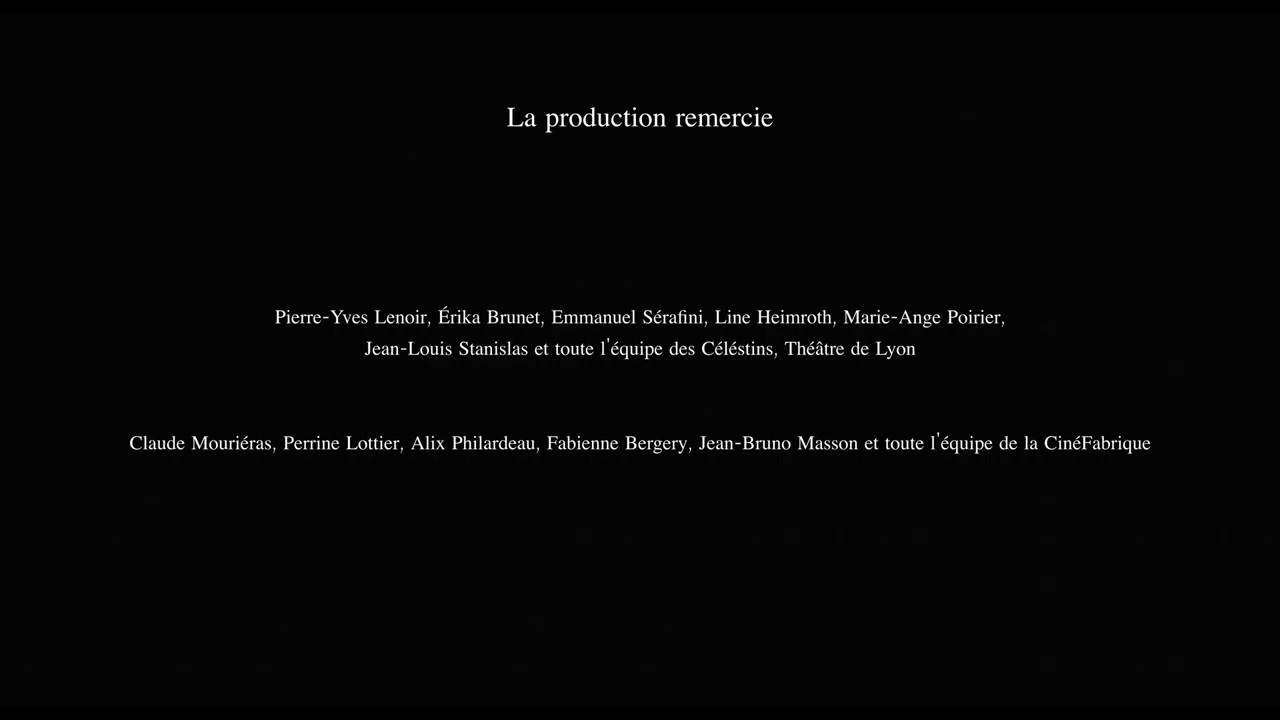 La production remercie
Pierre-Yves Lenoir, Érika Brunet, Emmanuel Sérafini, Line Heimroth, Marie-Ange Poirier,
Jean-Louis Stanislas et toute l'équipe des Céléstins, Théâtre de Lyon
Claude Mouriéras, Perrine Lottier, Alix Philardeau, Fabienne Bergery, Jean-Bruno Masson et toute l'équipe de la CinéFabrique